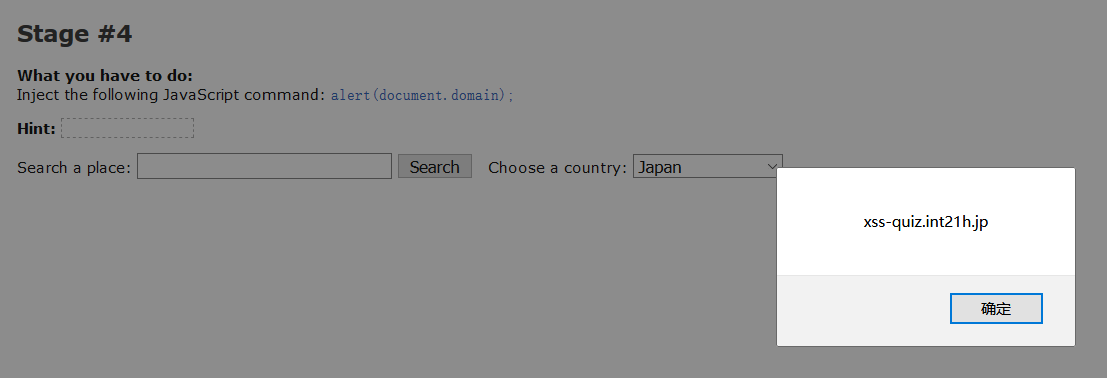 Stage #4
What you have to do:
Inject the following JavaScript command: alert(document.domain);
Hint:
Search a place: Search Choose a country: Japan
xss-quiz.int21h.jp
确定